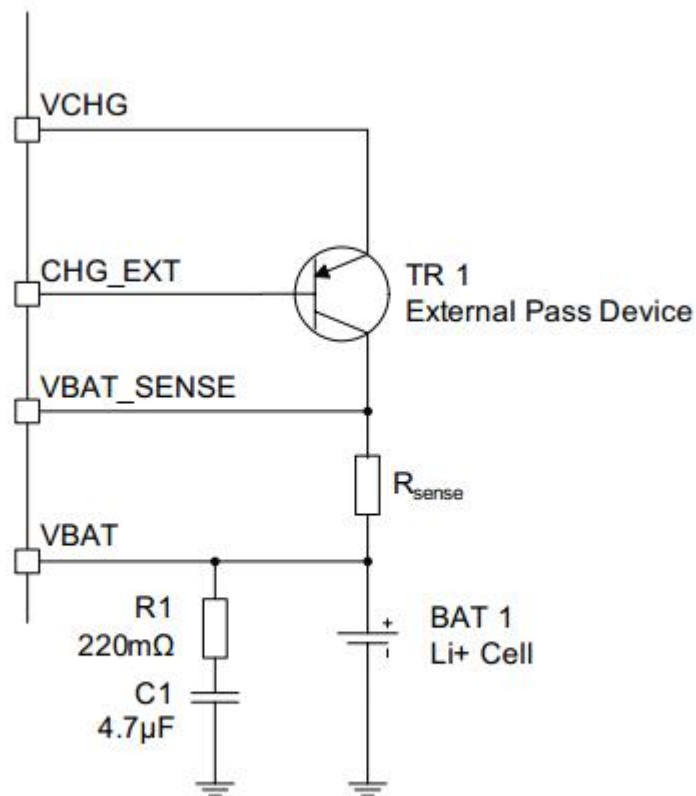 VCHG
CHG_EXT
TR 1
External Pass Device
VBAT_SENSE
Rsense
VBAT
R1
220mΩ
C1
4.7µF
+
BAT 1
Li+ Cell